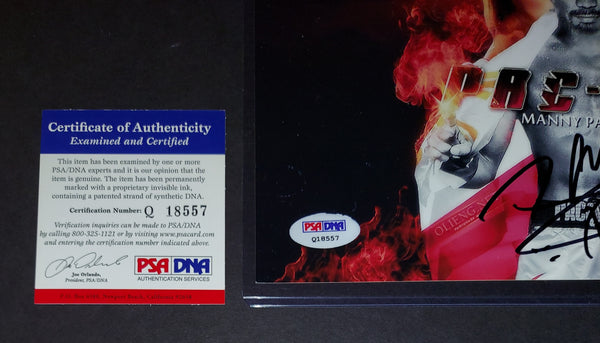 Certificate of Authenticity
Examined and Certified
This item has been examined by one or more
PSA/DNA experts and it is our opinion that the
item is genuine. The item has been permanently
marked with a proprietary invisible ink,
containing a patented strand of synthetic DNA.
Certification Number: Q 18557
Verification inquiries can be made to PSA/DNA
by calling 800-325-1121 or by visiting www.psacard.com
and entering the certification number indicated above.
Joe Orlando,
President, PSA/DNA
PSA DNA
AUTHENTICATION SERVICES
PAC-
MANNY PA
PSA DNA
Q18557